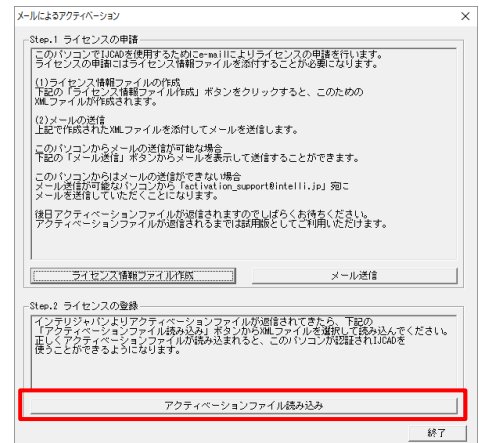 メールによるアクティベーション
Step.1 ライセンスの申請
このパソコンでIJCADを使用するためにe-mailによりライセンスの申請を行います。
ライセンスの申請にはライセンス情報ファイルを添付することが必要になります。
(1)ライセンス情報ファイルの作成
下記の「ライセンス情報ファイル作成」ボタンをクリックすると、このための
XMLファイルが作成されます。
(2)メールの送信
上記で作成されたXMLファイルを添付してメールを送信します。
このパソコンからメールの送信が可能な場合
下記の「メール送信」ボタンからメールを表示して送信することができます。
このパソコンからはメールの送信ができない場合
メール送信が可能なパソコンから「activation_support@intelli.jp」宛に
メールを送信していただくことになります。
後日アクティベーションファイルが返信されますのでしばらくお待ちください。
アクティベーションファイルが返信されるまでは試用版としてご利用いただけます。
ライセンス情報ファイル作成
メール送信
Step.2 ライセンスの登録
インテリジャパンよりアクティベーションファイルが返信されてきたら、下記の
「アクティベーションファイル読み込み」ボタンからXMLファイルを選択して読み込んでください。
正しくアクティベーションファイルが読み込まれると、このパソコンが認証されIJCADを
使うことができるようになります。
アクティベーションファイル読み込み
終了